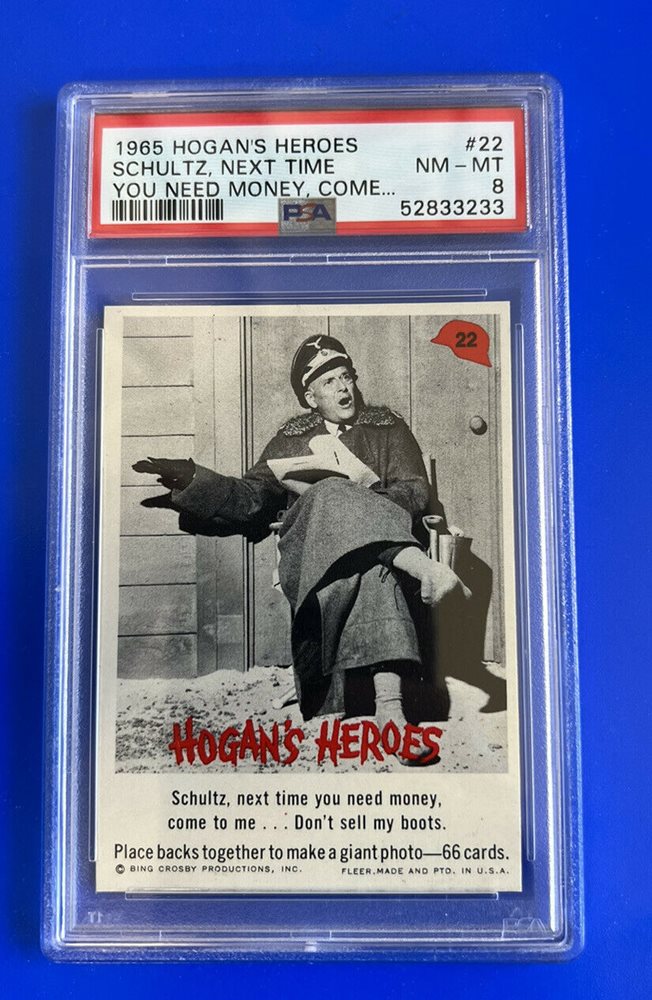 1965 HOGAN'S HEROES #22
SCHULTZ, NEXT TIME NM - MT
YOU NEED MONEY, COME... 8
PSA 52833233
22
HOGAN'S HEROES
Schultz, next time you need money,
come to me . . . Don't sell my boots.
Place backs together to make a giant photo—66 cards.
© BING CROSBY PRODUCTIONS, INC. FLEER, MADE AND PTD. IN U.S.A.
PSA